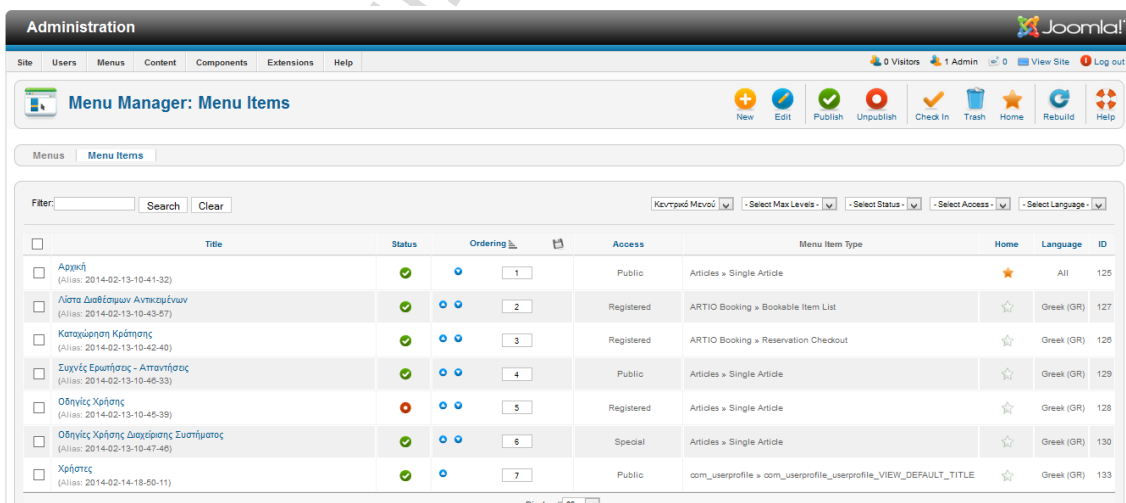 Administration
Joomla!
Site Users Menus Content Components Extensions Help 0 Visitors 1 Admin 0 View Site Log out
Menu Manager: Menu Items
New Edit Publish Unpublish Check In Trash Home Rebuild Help
Menus Menu Items
Filter: Search Clear Κεντρικό Μενού - Select Max Levels - - Select Status - - Select Access - - Select Language -
Title Status Ordering Access Menu Item Type Home Language ID
Αρχική
(Alias: 2014-02-13-10-41-32)
1 Public Articles » Single Article All 125
Λίστα Διαθέσιμων Αντικειμένων
(Alias: 2014-02-13-10-43-57)
2 Registered ARTIO Booking » Bookable Item List Greek (GR) 127
Καταχώρηση Κράτησης
(Alias: 2014-02-13-10-42-40)
3 Registered ARTIO Booking » Reservation Checkout Greek (GR) 126
Συχνές Ερωτήσεις - Απαντήσεις
(Alias: 2014-02-13-10-46-33)
4 Public Articles » Single Article Greek (GR) 129
Οδηγίες Χρήσης
(Alias: 2014-02-13-10-45-39)
5 Registered Articles » Single Article Greek (GR) 128
Οδηγίες Χρήσης Διαχείρισης Συστήματος
(Alias: 2014-02-13-10-47-46)
6 Special Articles » Single Article Greek (GR) 130
Χρήστες
(Alias: 2014-02-14-18-50-11)
7 Public com_userprofile » com_userprofile_userprofile_VIEW_DEFAULT_TITLE Greek (GR) 133